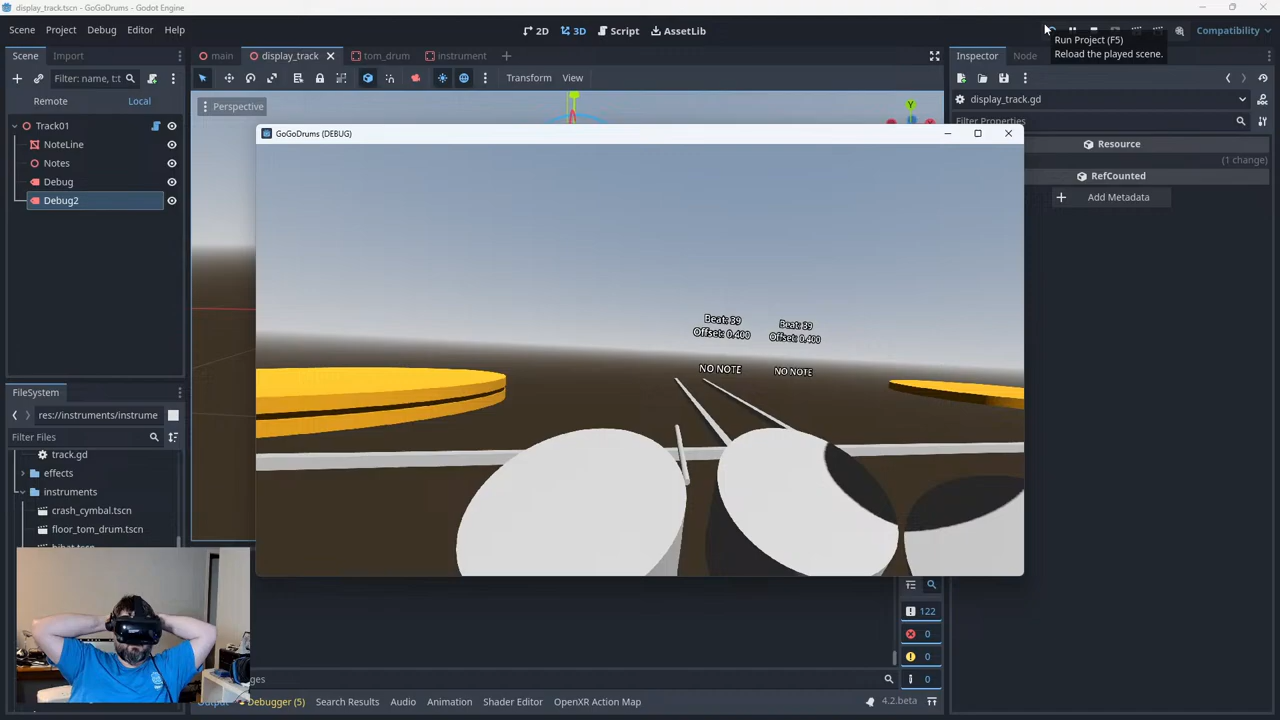 display_track.tscn - GoGoDrums - Godot Engine
Scene Project Debug Editor Help
2D 3D Script AssetLib
Compatibility
Run Project (F5)
Reload the played scene.
Scene Import
main display_track tom_drum instrument
Inspector Node
Filter: name, t:t
Transform View
Remote Local
Perspective
Y
display_track.gd
Filter Properties
Track01
NoteLine
Notes
Debug
Debug2
GoGoDrums (DEBUG)
Resource
(1 change)
RefCounted
Add Metadata
Beat: 39
Offset: 0.400
NO NOTE
Beat: 39
Offset: 0.400
NO NOTE
FileSystem
res://instruments/instrume
Filter Files
track.gd
effects
instruments
crash_cymbal.tscn
floor_tom_drum.tscn
122
0
0
0
Debugger (5) Search Results Audio Animation Shader Editor OpenXR Action Map
4.2.beta